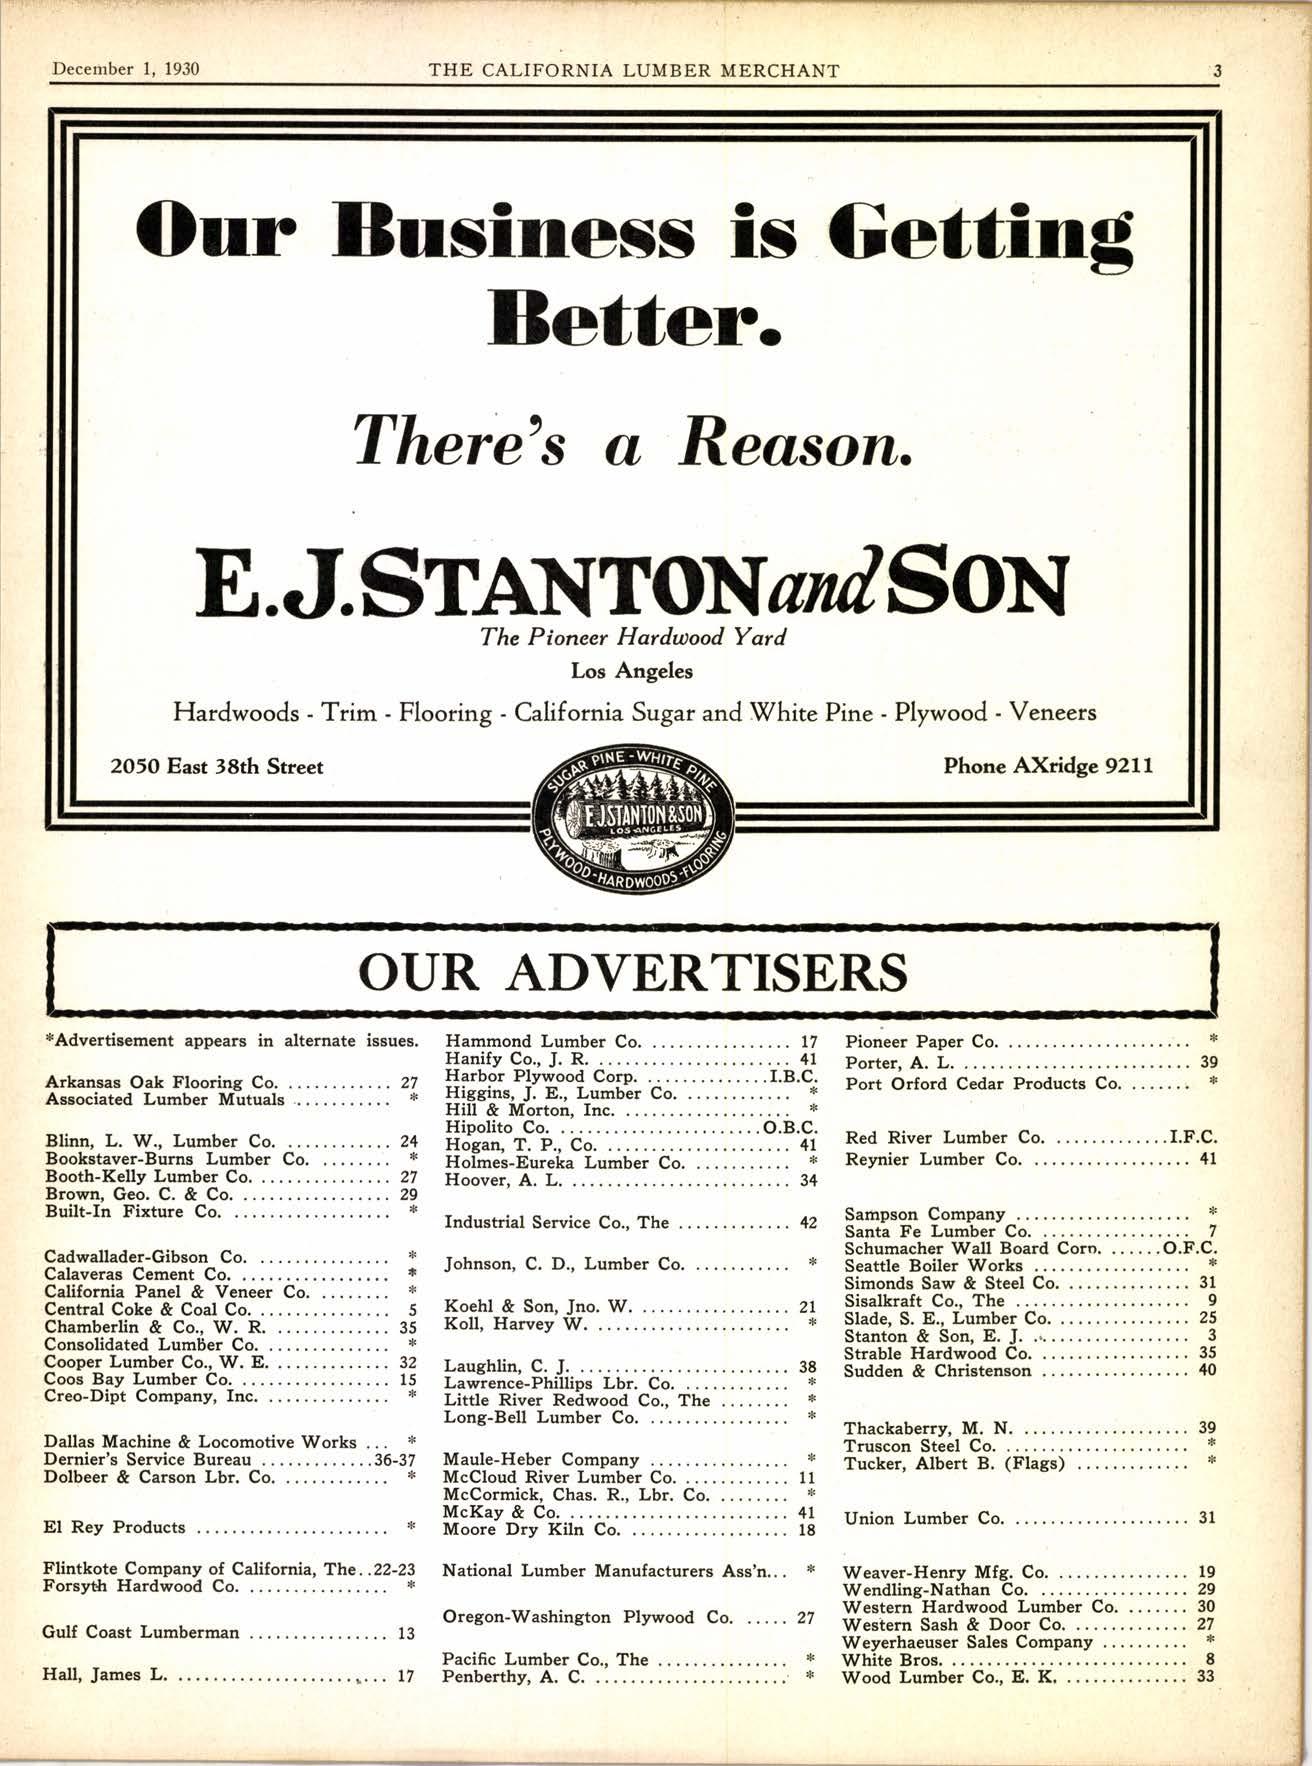 December 1, 1930
THE CALIFORNIA LUMBER MERCHANT
3
Our Business is Getting
Better.
There's a Reason.
E.J. STANTON and SON
The Pioneer Hardwood Yard
Los Angeles
Hardwoods - Trim - Flooring - California Sugar and White Pine - Plywood - Veneers
2050 East 38th Street
Phone AXridge 9211
SUGAR PINE - WHITE PINE
E.J. STANTON & SON
LOS ANGELES
PLYWOOD - HARDWOODS - FLOORING
OUR ADVERTISERS
*Advertisement appears in alternate issues.
Arkansas Oak Flooring Co. ............ 27
Associated Lumber Mutuals ........... *
Blinn, L. W., Lumber Co. ............ 24
Bookstaver-Burns Lumber Co. ........ *
Booth-Kelly Lumber Co. ............... 27
Brown, Geo. C. & Co. ................. 29
Built-In Fixture Co. .................. *
Cadwallader-Gibson Co. ............... *
Calaveras Cement Co. ................. *
California Panel & Veneer Co. ........ *
Central Coke & Coal Co. ............... 5
Chamberlin & Co., W. R. ............. 35
Consolidated Lumber Co. ............... *
Cooper Lumber Co., W. E. ............. 32
Coos Bay Lumber Co. ................. 15
Creo-Dipt Company, Inc. .............. *
Dallas Machine & Locomotive Works ... *
Dernier's Service Bureau .............36-37
Dolbeer & Carson Lbr. Co. ............ *
El Rey Products ...................... *
Flintkote Company of California, The..22-23
Forsyth Hardwood Co. ................ *
Gulf Coast Lumberman ................ 13
Hall, James L. ........................ 17
Hammond Lumber Co. ................ 17
Hanify Co., J. R. ...................... 41
Harbor Plywood Corp. ..............I.B.C.
Higgins, J. E., Lumber Co. ............ *
Hill & Morton, Inc. ................... *
Hipolito Co. .......................O.B.C.
Hogan, T. P., Co. ..................... 41
Holmes-Eureka Lumber Co. ........... *
Hoover, A. L. ......................... 34
Industrial Service Co., The ............. 42
Johnson, C. D., Lumber Co. ........... *
Koehl & Son, Jno. W. ................. 21
Koll, Harvey W. ...................... *
Laughlin, C. J. ........................ 38
Lawrence-Phillips Lbr. Co. ............ *
Little River Redwood Co., The ........ *
Long-Bell Lumber Co. ................ *
Maule-Heber Company ................ *
McCloud River Lumber Co. ............ 11
McCormick, Chas. R., Lbr. Co. ........ *
McKay & Co. ......................... 41
Moore Dry Kiln Co. .................. 18
National Lumber Manufacturers Ass'n... *
Oregon-Washington Plywood Co. ..... 27
Pacific Lumber Co., The ............... *
Penberthy, A. C. ...................... *
Pioneer Paper Co. ..................... *
Porter, A. L. .......................... 39
Port Orford Cedar Products Co. ....... *
Red River Lumber Co. .............I.F.C.
Reynier Lumber Co. .................. 41
Sampson Company .................... *
Santa Fe Lumber Co. ................. 7
Schumacher Wall Board Corp. ......O.F.C.
Seattle Boiler Works .................. *
Simonds Saw & Steel Co. .............. 31
Sisalkraft Co., The .................... 9
Slade, S. E., Lumber Co. .............. 25
Stanton & Son, E. J. .................. 3
Strable Hardwood Co. ................. 35
Sudden & Christenson ................. 40
Thackaberry, M. N. ................... 39
Truscon Steel Co. ..................... *
Tucker, Albert B. (Flags) ............. *
Union Lumber Co. .................... 31
Weaver-Henry Mfg. Co. ............... 19
Wendling-Nathan Co. ................. 29
Western Hardwood Lumber Co. ....... 30
Western Sash & Door Co. ............. 27
Weyerhaeuser Sales Company .......... *
White Bros. ........................... 8
Wood Lumber Co., E. K. .............. 33